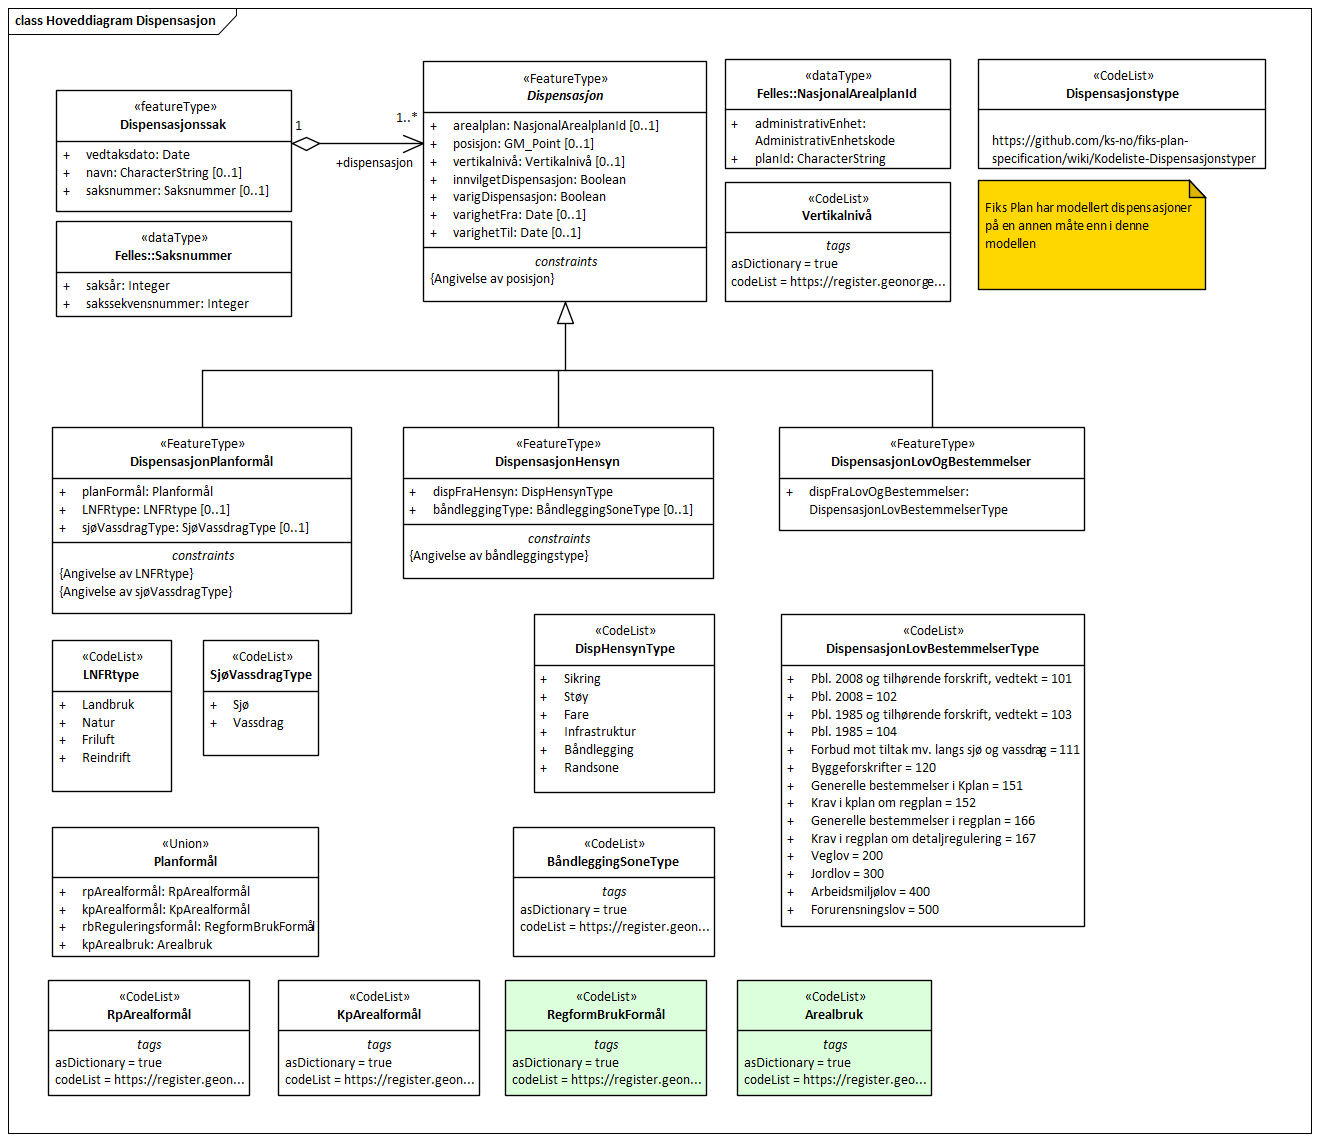 class Hoveddiagram Dispensasjon
«featureType»
Dispensasjonssak
+ vedtaksdato: Date
+ navn: CharacterString [0..1]
+ saksnummer: Saksnummer [0..1]
1
1..*
+dispensasjon
«dataType»
Felles::Saksnummer
+ saksår: Integer
+ sakssekvensnummer: Integer
«FeatureType»
Dispensasjon
+ arealplan: NasjonalArealplanId [0..1]
+ posisjon: GM_Point [0..1]
+ vertikalnivå: Vertikalnivå [0..1]
+ innvilgetDispensasjon: Boolean
+ varigDispensasjon: Boolean
+ varighetFra: Date [0..1]
+ varighetTil: Date [0..1]
constraints
{Angivelse av posisjon}
«dataType»
Felles::NasjonalArealplanId
+ administrativEnhet:
AdministrativEnhetskode
+ planId: CharacterString
«CodeList»
Vertikalnivå
tags
asDictionary = true
codeList = https://register.geonorge...
«CodeList»
Dispensasjonstype
https://github.com/ks-no/fiks-plan-
specification/wiki/Kodeliste-Dispensasjonstyper
Fiks Plan har modellert dispensasjoner
på en annen måte enn i denne
modellen
«FeatureType»
DispensasjonPlanformål
+ planFormål: Planformål
+ LNFRtype: LNFRtype [0..1]
+ sjøVassdragType: SjøVassdragType [0..1]
constraints
{Angivelse av LNFRtype}
{Angivelse av sjøVassdragType}
«FeatureType»
DispensasjonHensyn
+ dispFraHensyn: DispHensynType
+ båndleggingType: BåndleggingSoneType [0..1]
constraints
{Angivelse av båndleggingstype}
«FeatureType»
DispensasjonLovOgBestemmelser
+ dispFraLovOgBestemmelser:
DispensasjonLovBestemmelserType
«CodeList»
LNFRtype
+ Landbruk
+ Natur
+ Friluft
+ Reindrift
«CodeList»
SjøVassdragType
+ Sjø
+ Vassdrag
«CodeList»
DispHensynType
+ Sikring
+ Støy
+ Fare
+ Infrastruktur
+ Båndlegging
+ Randsone
«CodeList»
DispensasjonLovBestemmelserType
+ Pbl. 2008 og tilhørende forskrift, vedtekt = 101
+ Pbl. 2008 = 102
+ Pbl. 1985 og tilhørende forskrift, vedtekt = 103
+ Pbl. 1985 = 104
+ Forbud mot tiltak mv. langs sjø og vassdrag = 111
+ Byggeforskrifter = 120
+ Generelle bestemmelser i Kplan = 151
+ Krav i kplan om regplan = 152
+ Generelle bestemmelser i regplan = 166
+ Krav i regplan om detaljregulering = 167
+ Veglov = 200
+ Jordlov = 300
+ Arbeidsmiljølov = 400
+ Forurensningslov = 500
«Union»
Planformål
+ rpArealformål: RpArealformål
+ kpArealformål: KpArealformål
+ rbReguleringsformål: RegformBrukFormål
+ kpArealbruk: Arealbruk
«CodeList»
BåndleggingSoneType
tags
asDictionary = true
codeList = https://register.geon...
«CodeList»
RpArealformål
tags
asDictionary = true
codeList = https://register.geon...
«CodeList»
KpArealformål
tags
asDictionary = true
codeList = https://register.geon...
«CodeList»
RegformBrukFormål
tags
asDictionary = true
codeList = https://register.geon...
«CodeList»
Arealbruk
tags
asDictionary = true
codeList = https://register.geo...